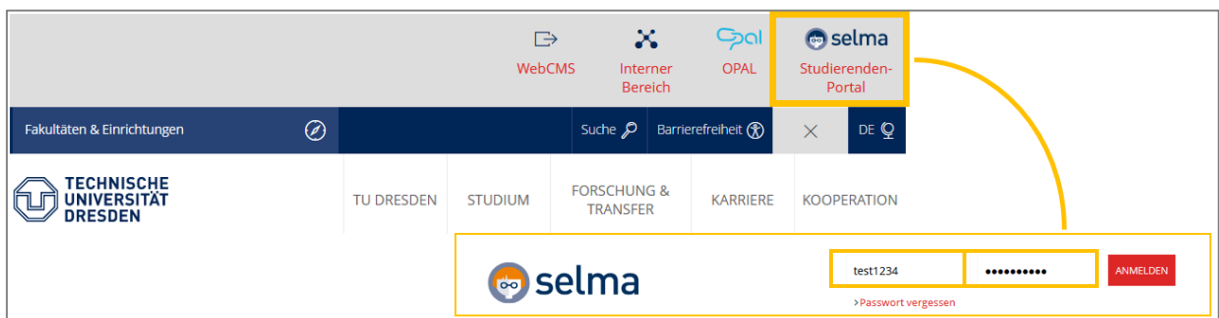 opal
selma
WebCMS
Interner
Bereich
OPAL
Studierenden-
Portal
Fakultäten & Einrichtungen
Suche
Barrierefreiheit
DE
TECHNISCHE
UNIVERSITÄT
DRESDEN
TU DRESDEN
STUDIUM
FORSCHUNG &
TRANSFER
KARRIERE
KOOPERATION
selma
test1234
••••••••••
ANMELDEN
>Passwort vergessen